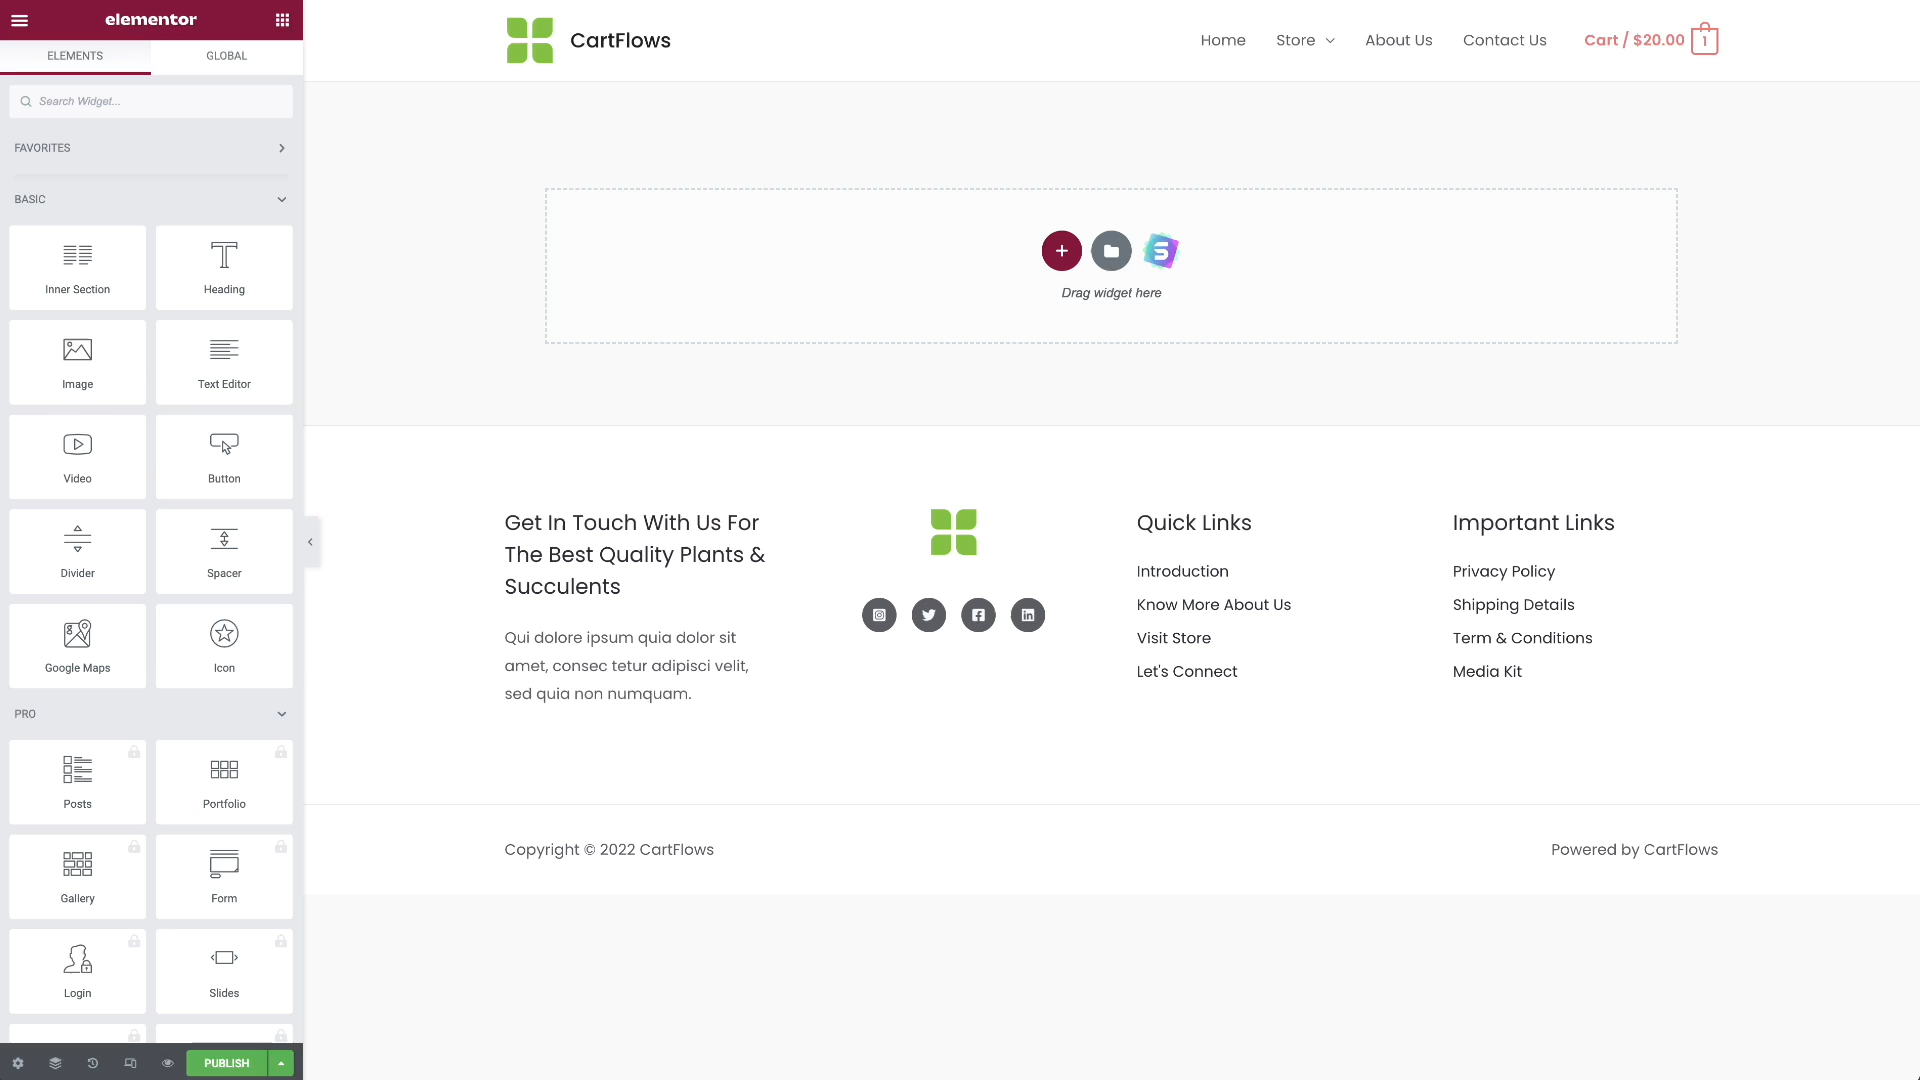 elementor
ELEMENTS
GLOBAL
Search Widget...
FAVORITES
BASIC
Inner Section
Heading
Image
Text Editor
Video
Button
Divider
Spacer
Google Maps
Icon
PRO
Posts
Portfolio
Gallery
Form
Login
Slides
PUBLISH
CartFlows
Home
Store
About Us
Contact Us
Cart / $20.00
1
S
Drag widget here
Get In Touch With Us For
The Best Quality Plants &
Succulents
Qui dolore ipsum quia dolor sit
amet, consec tetur adipisci velit,
sed quia non numquam.
Quick Links
Introduction
Know More About Us
Visit Store
Let's Connect
Important Links
Privacy Policy
Shipping Details
Term & Conditions
Media Kit
Copyright © 2022 CartFlows
Powered by CartFlows